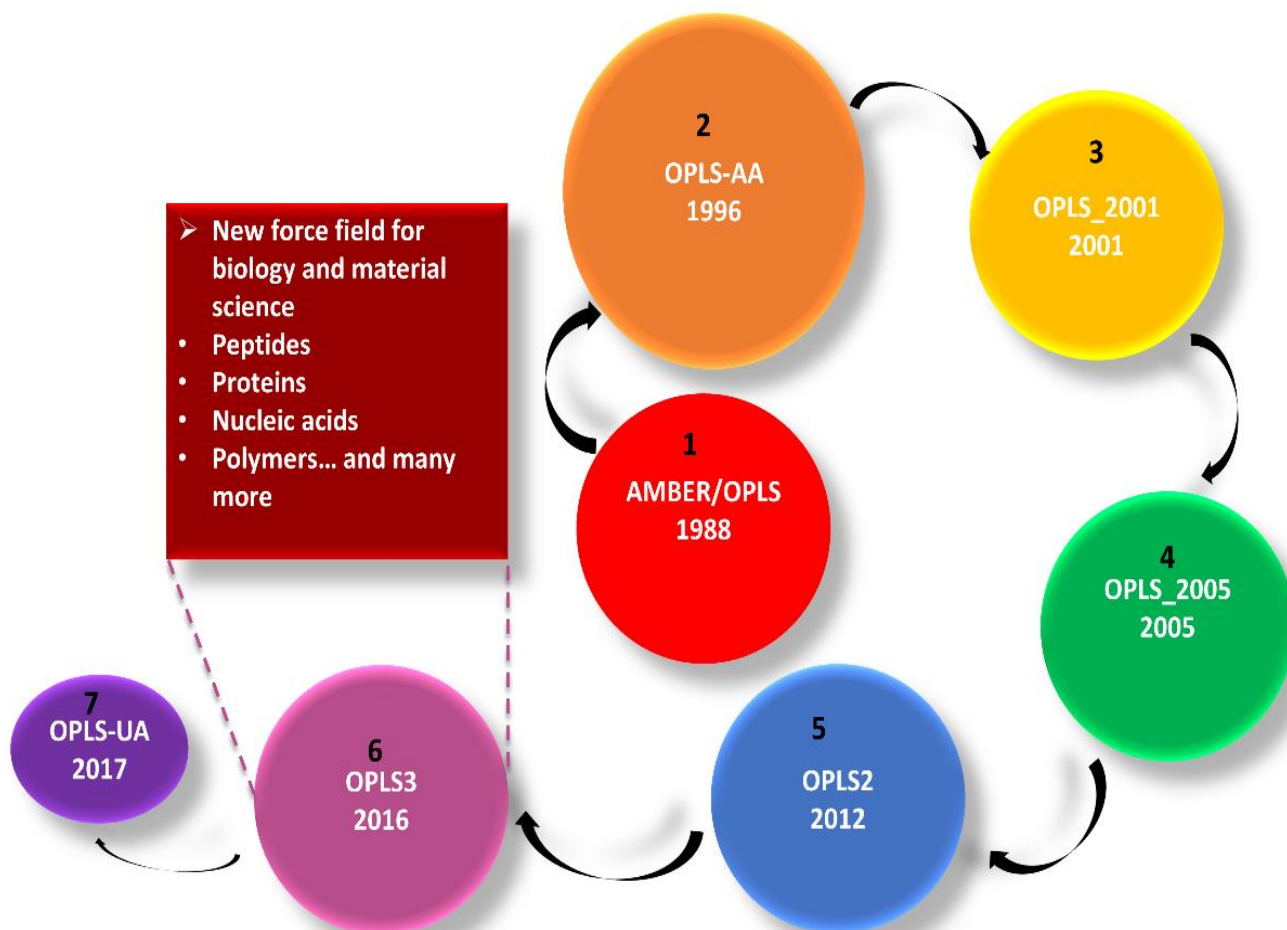 1
AMBER/OPLS
1988
2
OPLS-AA
1996
3
OPLS_2001
2001
4
OPLS_2005
2005
5
OPLS2
2012
6
OPLS3
2016
7
OPLS-UA
2017
➢ New force field for
biology and material
science
• Peptides
• Proteins
• Nucleic acids
• Polymers... and many
more